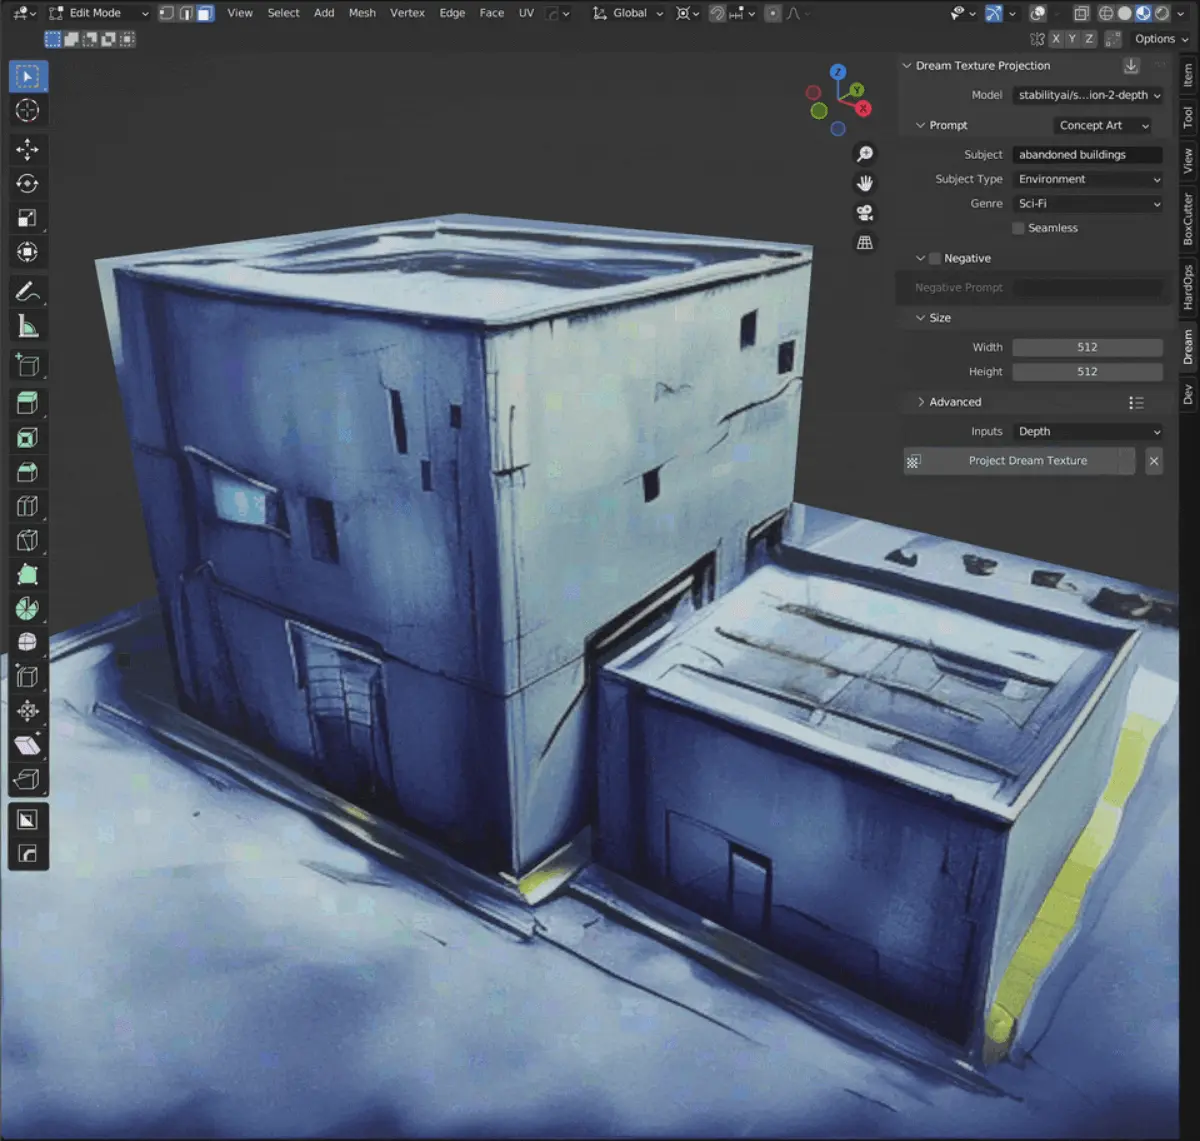 Edit Mode View Select Add Mesh Vertex Edge Face UV Global
X Y Z Options
Z
Y
X
Dream Texture Projection
Model stabilityai/s...ion-2-depth
Prompt Concept Art
Subject abandoned buildings
Subject Type Environment
Genre Sci-Fi
Seamless
Negative
Negative Prompt
Size
Width 512
Height 512
Advanced
Inputs Depth
Project Dream Texture
Item
Tool
View
BoxCutter
HardOps
Dream
Dev